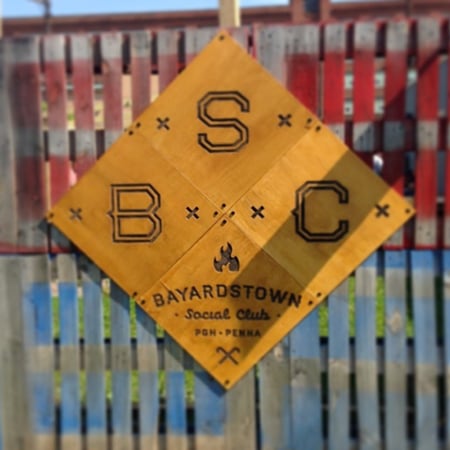 S
B C
BAYARDSTOWN
· Social Club ·
PGH · PENNA